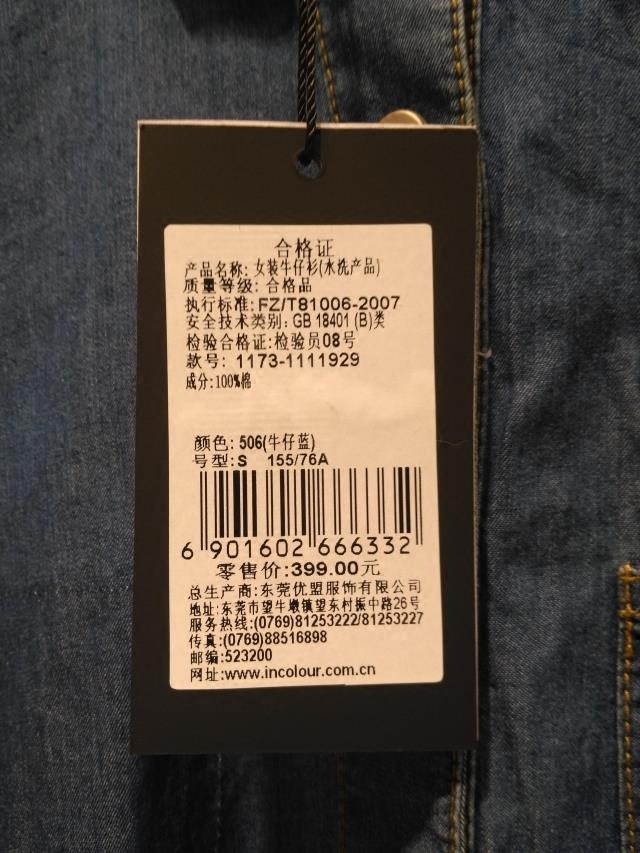 合格证
产品名称: 女装牛仔衫(水洗产品)
质量等级: 合格品
执行标准: FZ/T81006-2007
安全技术类别: GB 18401 (B)类
检验合格证:检验员08号
款号: 1173-1111929
成分:100%棉
颜色: 506(牛仔蓝)
号型: S 155/76A
6 901602 666332
零售价:399.00元
总生产商:东莞优盟服饰有限公司
地址:东莞市望牛墩镇望东村振中路26号
服务热线:(0769)81253222/81253227
传真:(0769)88516898
邮编:523200
网址:www.incolour.com.cn